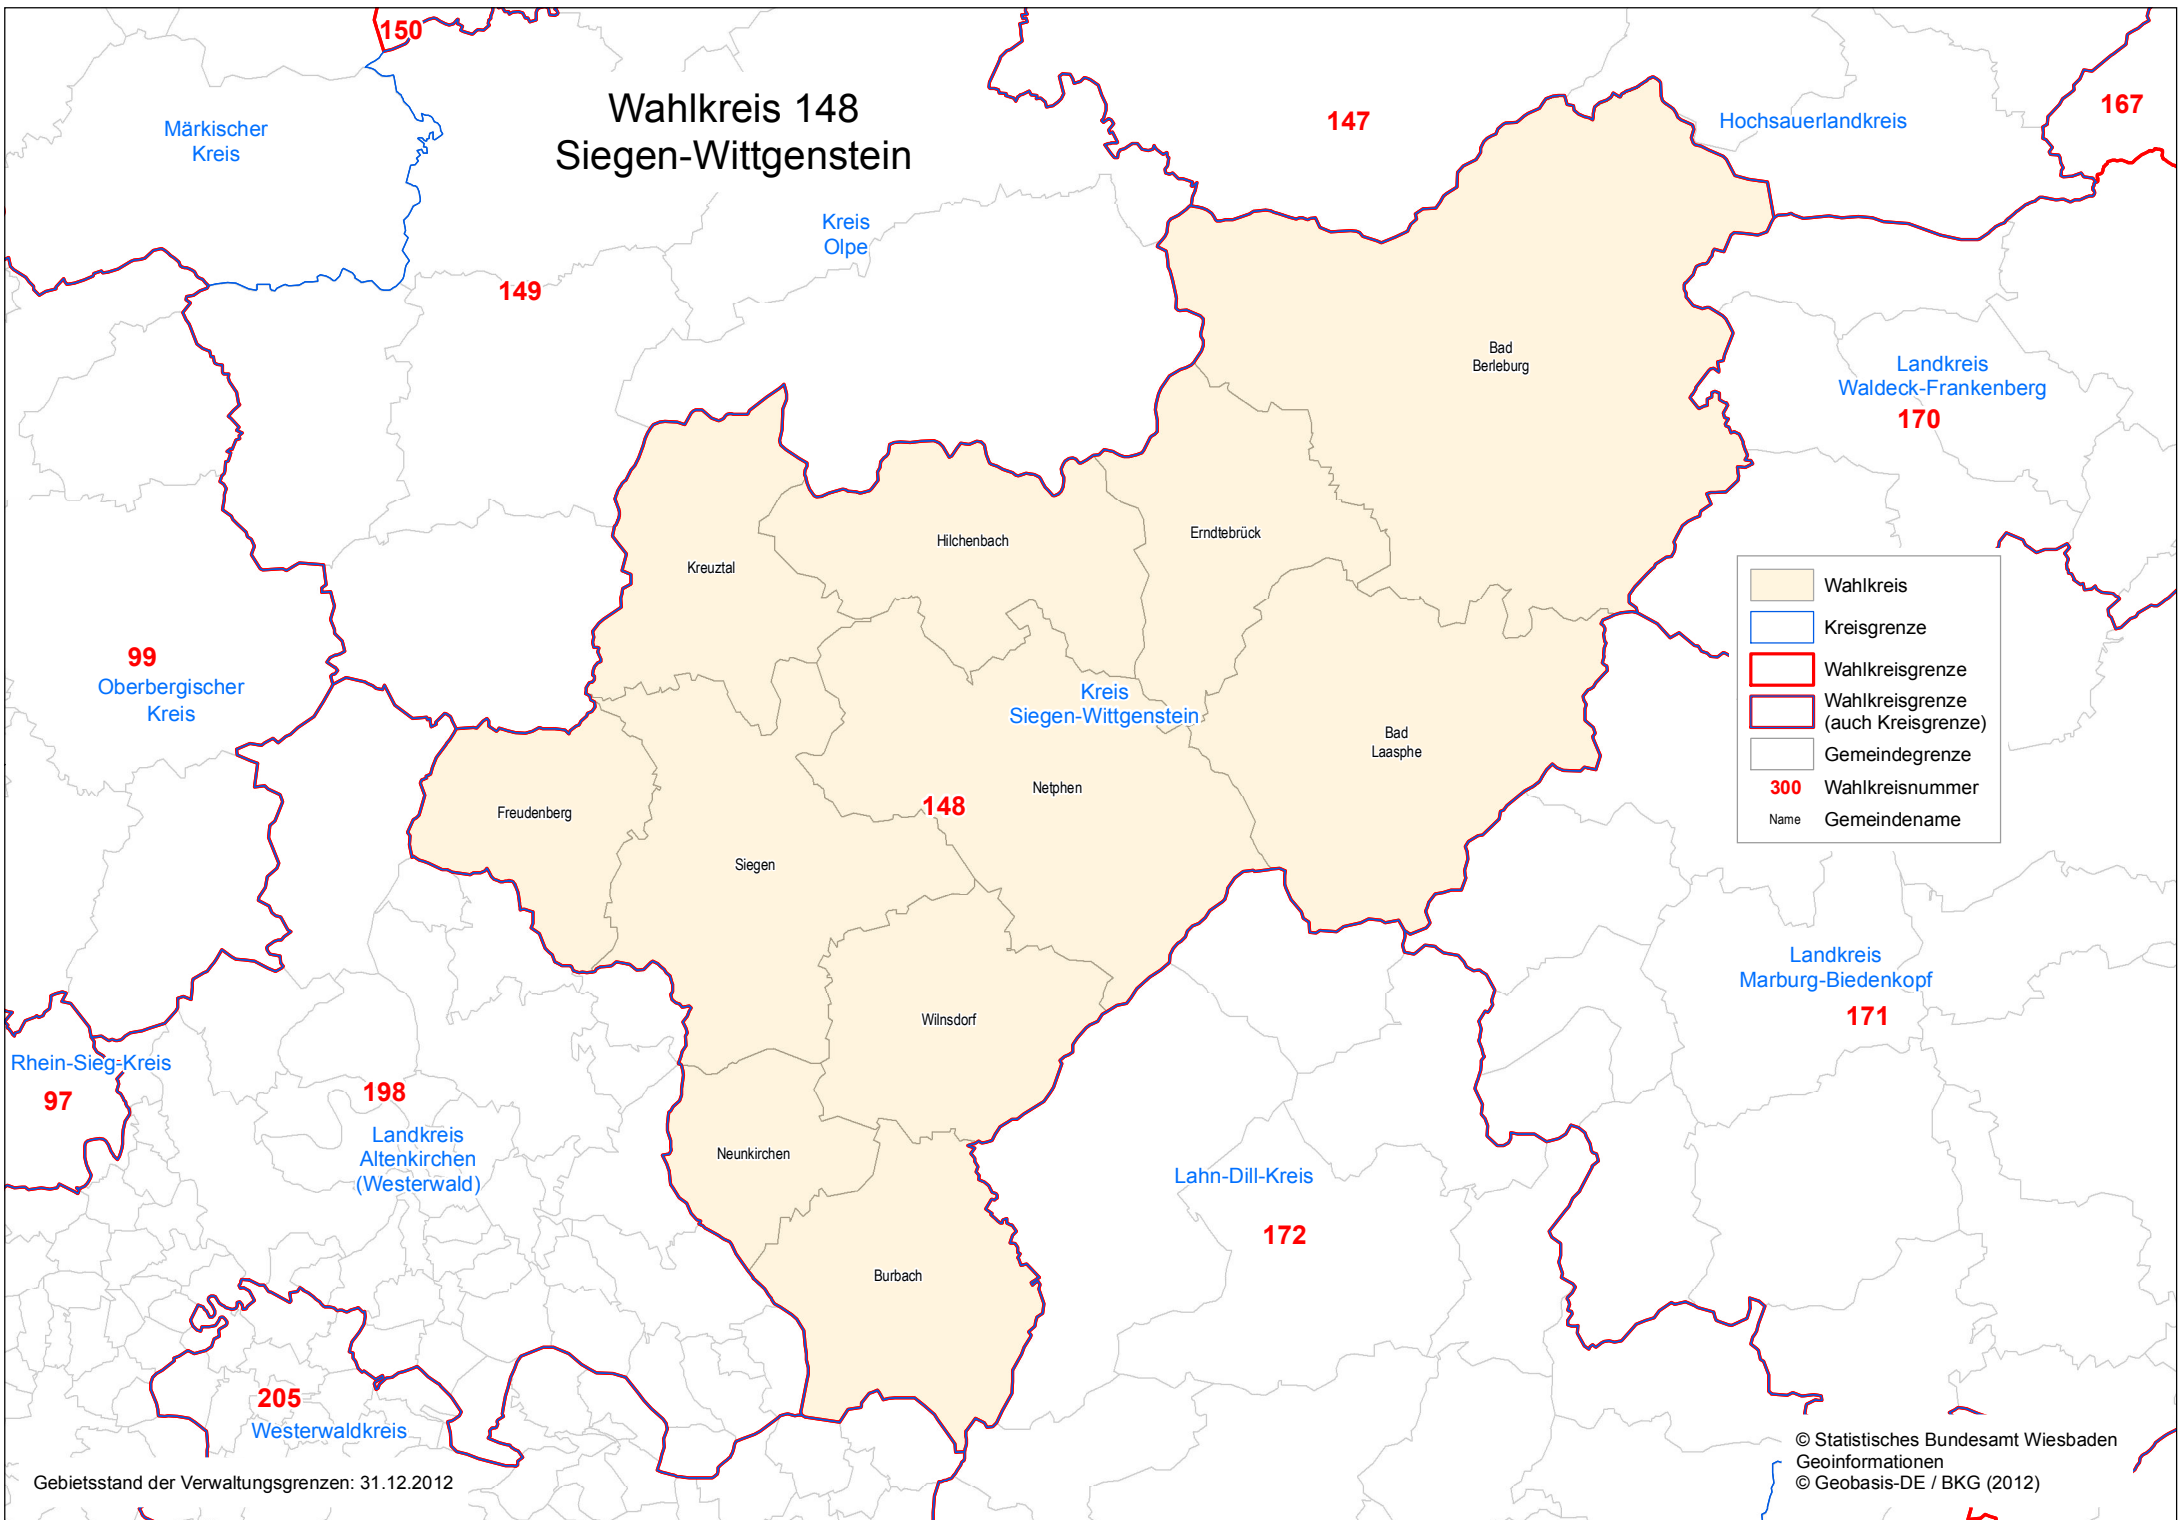 150
Wahlkreis 148
Siegen-Wittgenstein
147
167
Märkischer
Kreis
Hochsauerlandkreis
Kreis
Olpe
149
Bad
Berleburg
Landkreis
Waldeck-Frankenberg
170
Hilchenbach
Erndtebrück
Kreuztal
99
Oberbergischer
Kreis
Kreis
Siegen-Wittgenstein
Bad
Laasphe
Netphen
148
Freudenberg
Siegen
Wahlkreis
Kreisgrenze
Wahlkreisgrenze
Wahlkreisgrenze
(auch Kreisgrenze)
Gemeindegrenze
300 Wahlkreisnummer
Name Gemeindename
Landkreis
Marburg-Biedenkopf
171
Wilnsdorf
Rhein-Sieg-Kreis
97
198
Landkreis
Altenkirchen
(Westerwald)
Neunkirchen
Lahn-Dill-Kreis
172
Burbach
205
Westerwaldkreis
Gebietsstand der Verwaltungsgrenzen: 31.12.2012
© Statistisches Bundesamt Wiesbaden
Geoinformationen
© Geobasis-DE / BKG (2012)